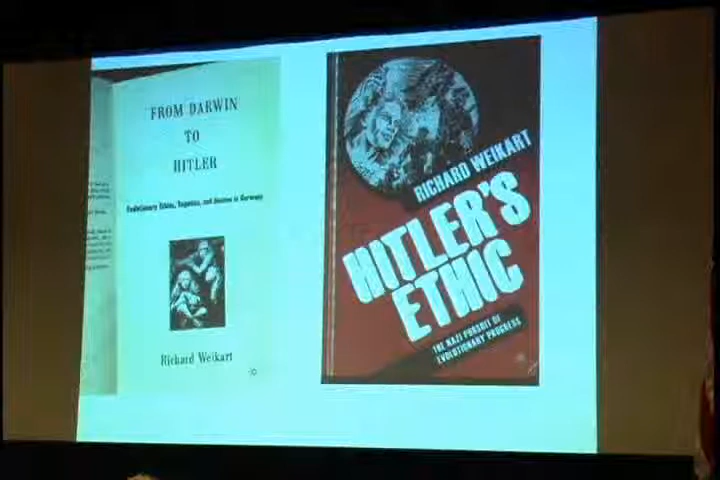 FROM DARWIN
TO
HITLER
Evolutionary Ethics, Eugenics, and Racism in Germany
Richard Weikart
RICHARD WEIKART
HITLER'S
ETHIC
THE NAZI PURSUIT OF
EVOLUTIONARY PROGRESS